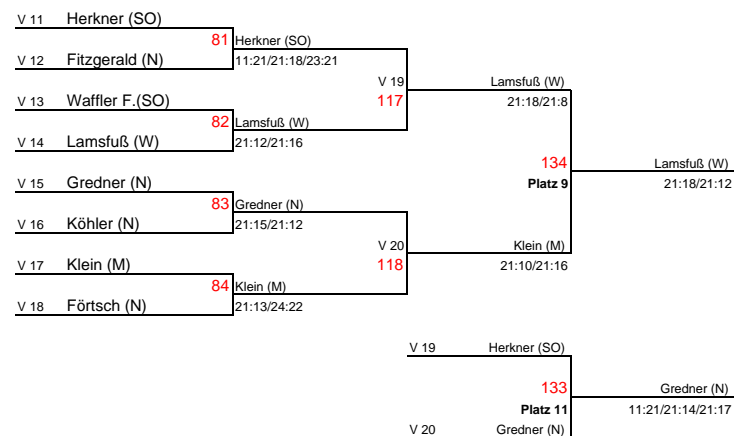 V 11 Herkner (SO)
81 Herkner (SO)
V 12 Fitzgerald (N) 11:21/21:18/23:21
V 19 Lamsfuß (W)
V 13 Waffler F.(SO) 117 21:18/21:8
82 Lamsfuß (W)
V 14 Lamsfuß (W) 21:12/21:16
134 Lamsfuß (W)
V 15 Gredner (N) Platz 9 21:18/21:12
83 Gredner (N)
V 16 Köhler (N) 21:15/21:12
V 20 Klein (M)
V 17 Klein (M) 118 21:10/21:16
84 Klein (M)
V 18 Förtsch (N) 21:13/24:22
V 19 Herkner (SO)
133 Gredner (N)
Platz 11 11:21/21:14/21:17
V 20 Gredner (N)